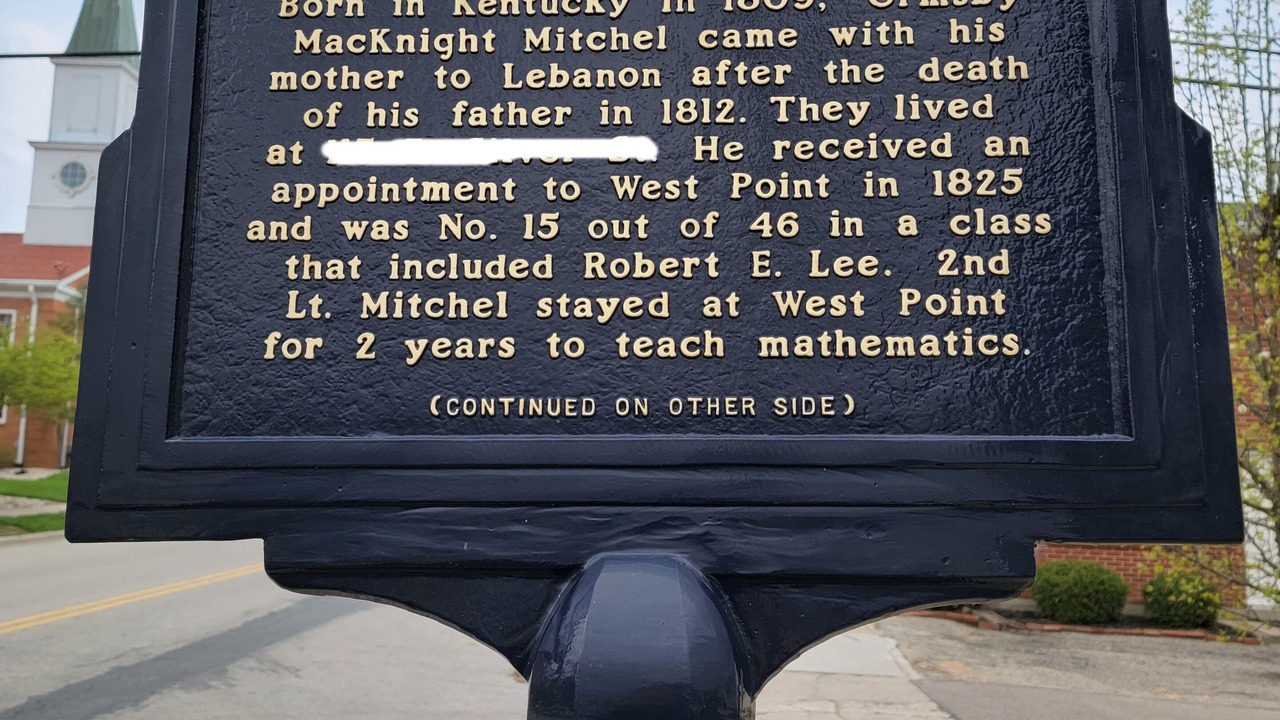 Born in Kentucky in 1809, Ormsby
MacKnight Mitchel came with his
mother to Lebanon after the death
of his father in 1812. They lived
at He received an
appointment to West Point in 1825
and was No. 15 out of 46 in a class
that included Robert E. Lee. 2nd
Lt. Mitchel stayed at West Point
for 2 years to teach mathematics.
(CONTINUED ON OTHER SIDE)